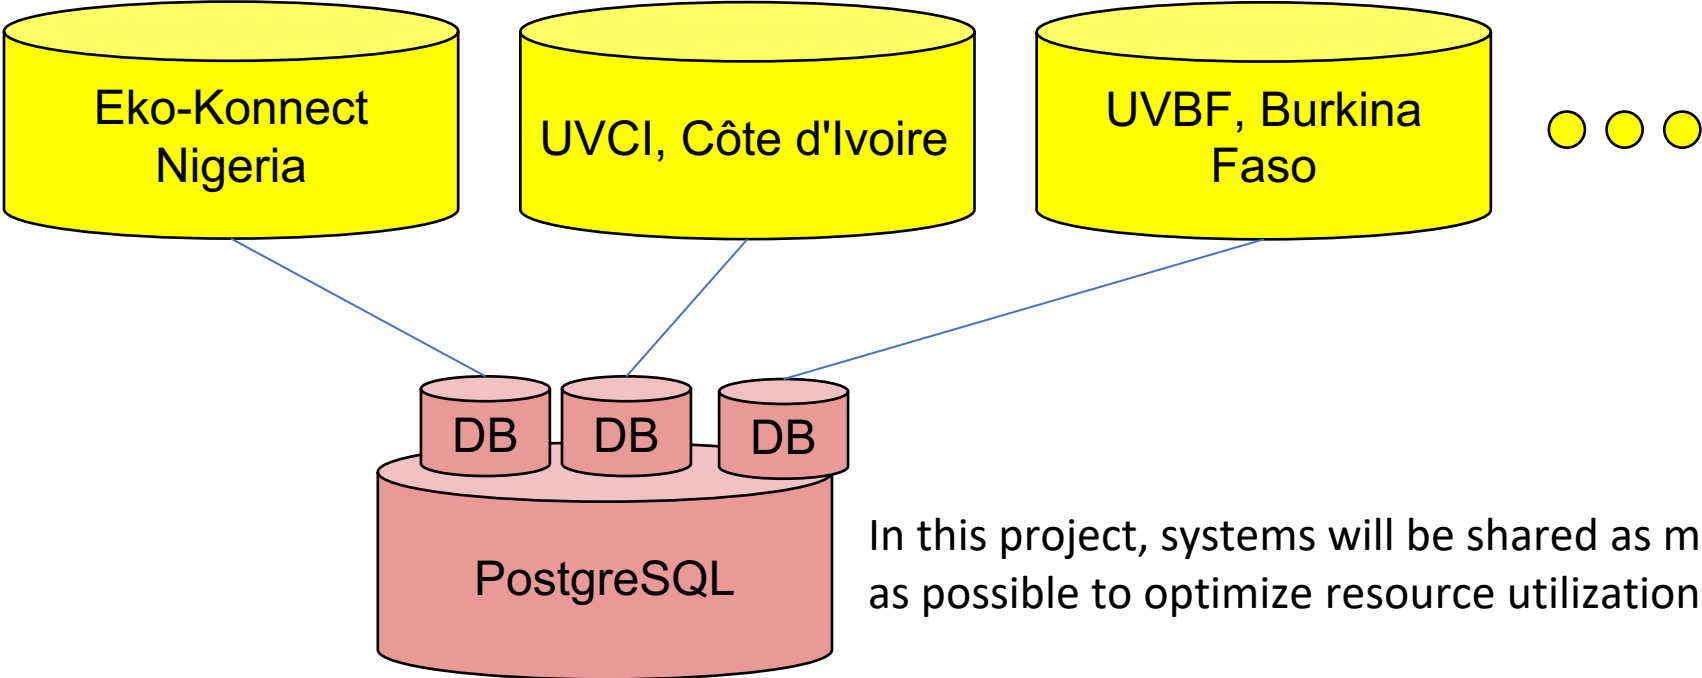 Eko-Konnect
Nigeria
UVCI, Côte d'Ivoire
UVBF, Burkina
Faso
DB
DB
DB
PostgreSQL
In this project, systems will be shared as m
as possible to optimize resource utilization